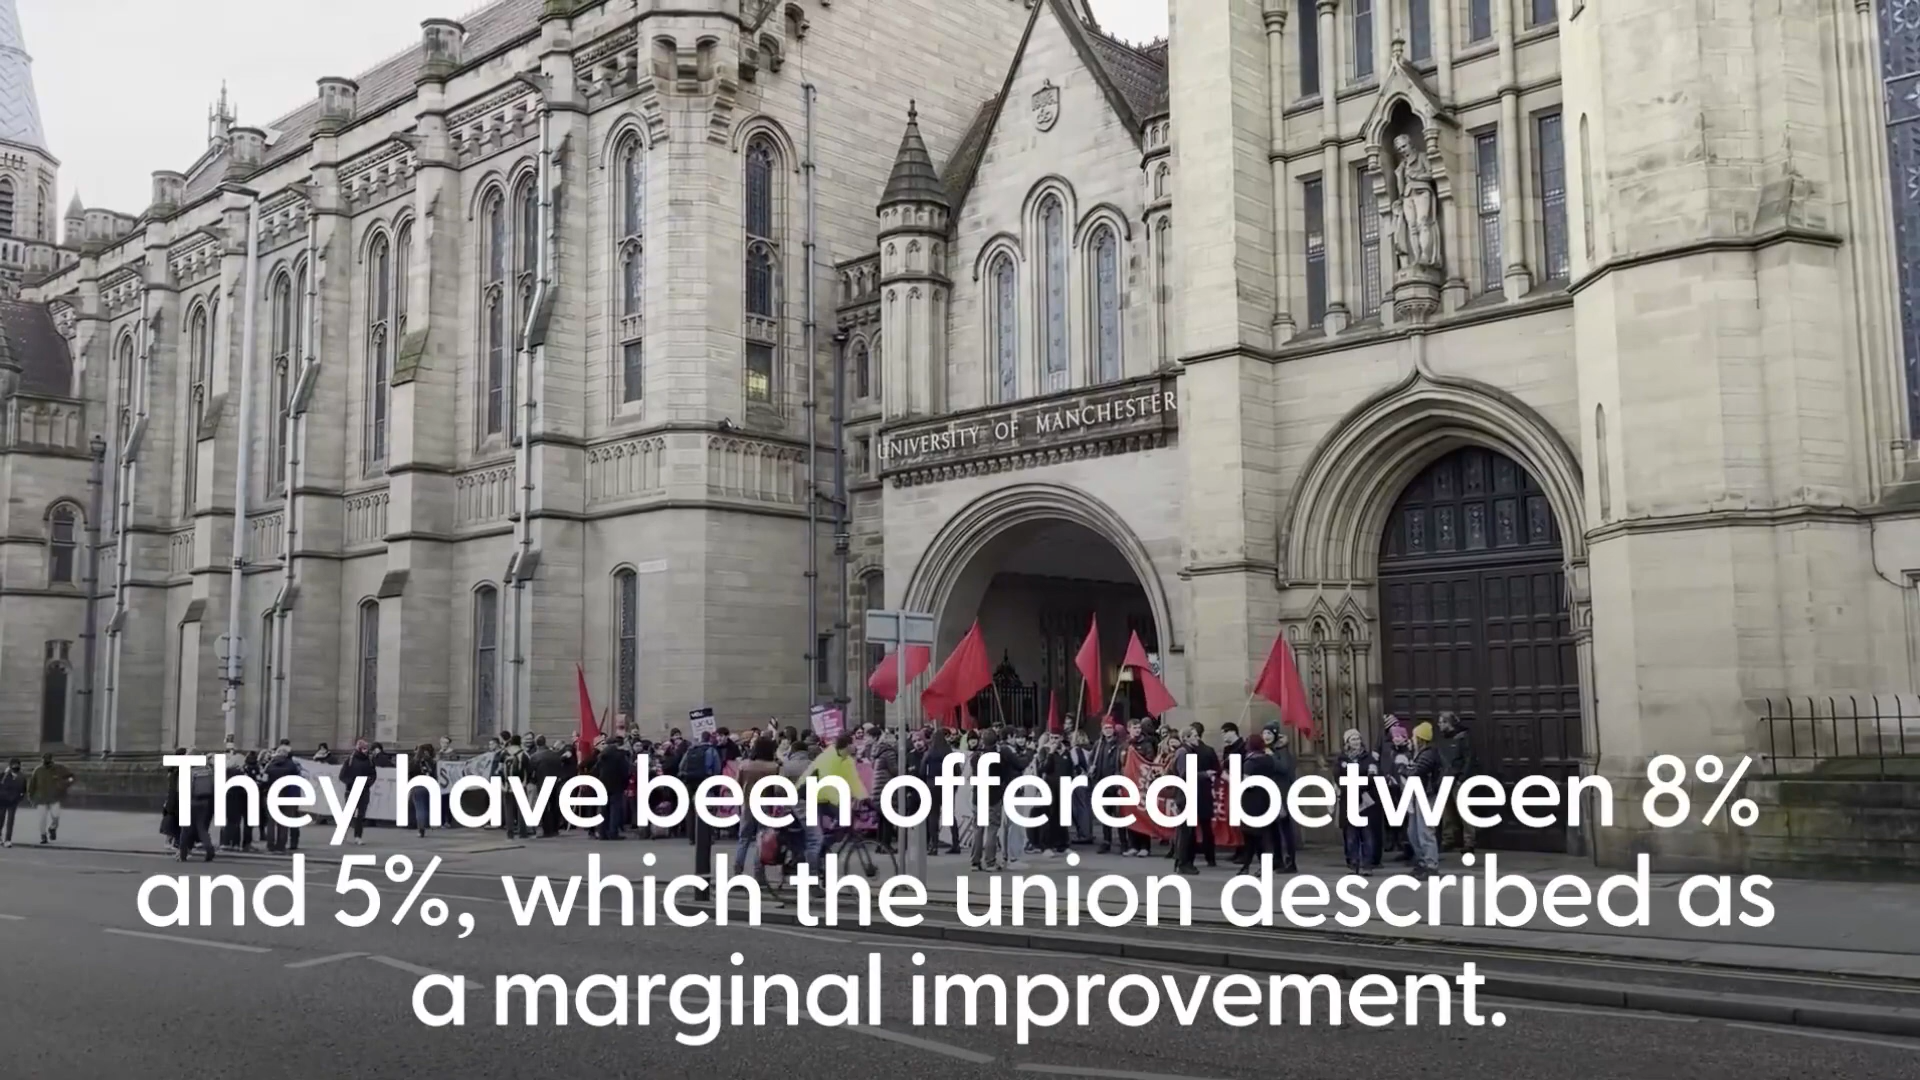 UNIVERSITY OF MANCHESTER
They have been offered between 8%
and 5%, which the union described as
a marginal improvement.